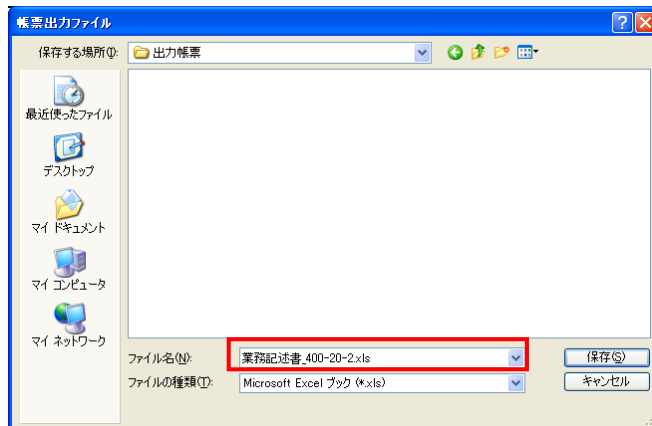 帳票出力ファイル
保存する場所(I):
出力帳票
最近使ったファイル
デスクトップ
マイ ドキュメント
マイ コンピュータ
マイ ネットワーク
ファイル名(N):
業務記述書_400-20-2.xls
保存(S)
ファイルの種類(T):
Microsoft Excel ブック (*.xls)
キャンセル